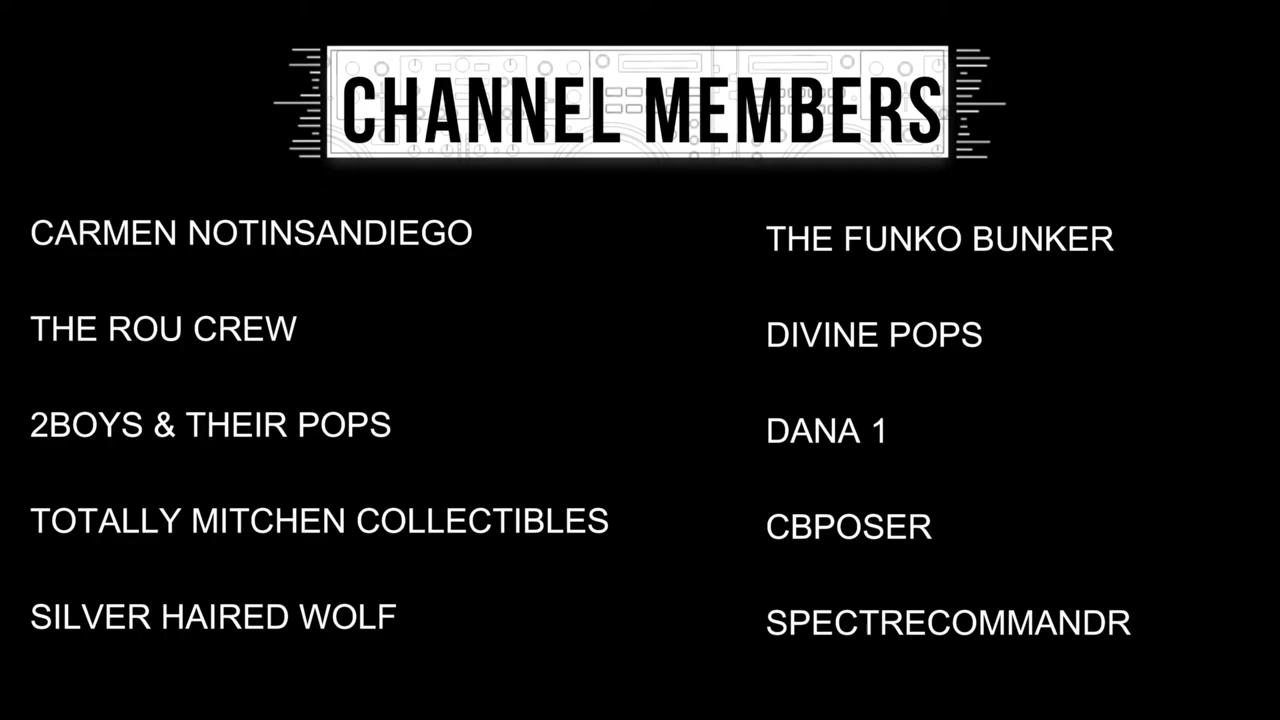 CHANNEL MEMBERS
CARMEN NOTINSANDIEGO
THE ROU CREW
2BOYS & THEIR POPS
TOTALLY MITCHEN COLLECTIBLES
SILVER HAIRED WOLF
THE FUNKO BUNKER
DIVINE POPS
DANA 1
CBPOSER
SPECTRECOMMANDR